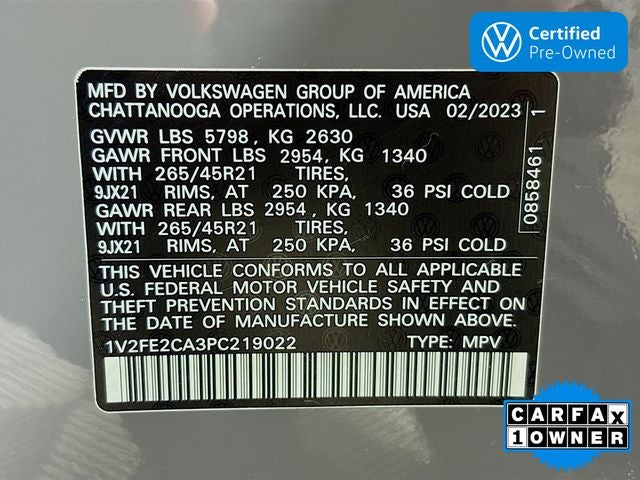 Certified
Pre-Owned
MFD BY VOLKSWAGEN GROUP OF AMERICA
CHATTANOOGA OPERATIONS, LLC. USA 02/2023
GVWR LBS 5798, KG 2630
GAWR FRONT LBS 2954, KG 1340
WITH 265/45R21 TIRES,
9JX21 RIMS, AT 250 KPA, 36 PSI COLD
GAWR REAR LBS 2954, KG 1340
WITH 265/45R21 TIRES,
9JX21 RIMS, AT 250 KPA, 36 PSI COLD
THIS VEHICLE CONFORMS TO ALL APPLICABLE
U.S. FEDERAL MOTOR VEHICLE SAFETY AND
THEFT PREVENTION STANDARDS IN EFFECT ON
THE DATE OF MANUFACTURE SHOWN ABOVE.
1V2FE2CA3PC219022 TYPE: MPV
0858461 1
CARFAX
1 OWNER